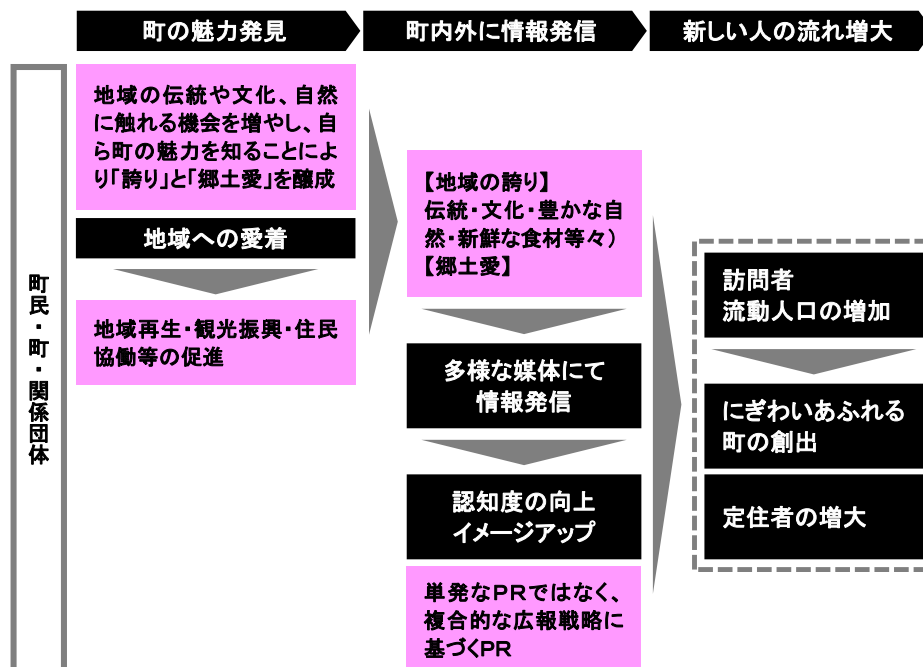 町の魅力発見
町内外に情報発信
新しい人の流れ増大
町民・町・関係団体
地域の伝統や文化、自然
に触れる機会を増やし、自
ら町の魅力を知ることによ
り「誇り」と「郷土愛」を醸成
地域への愛着
地域再生・観光振興・住民
協働等の促進
【地域の誇り】
伝統・文化・豊かな自
然・新鮮な食材等々）
【郷土愛】
多様な媒体にて
情報発信
認知度の向上
イメージアップ
単発なPRではなく、
複合的な広報戦略に
基づくPR
訪問者
流動人口の増加
にぎわいあふれる
町の創出
定住者の増大